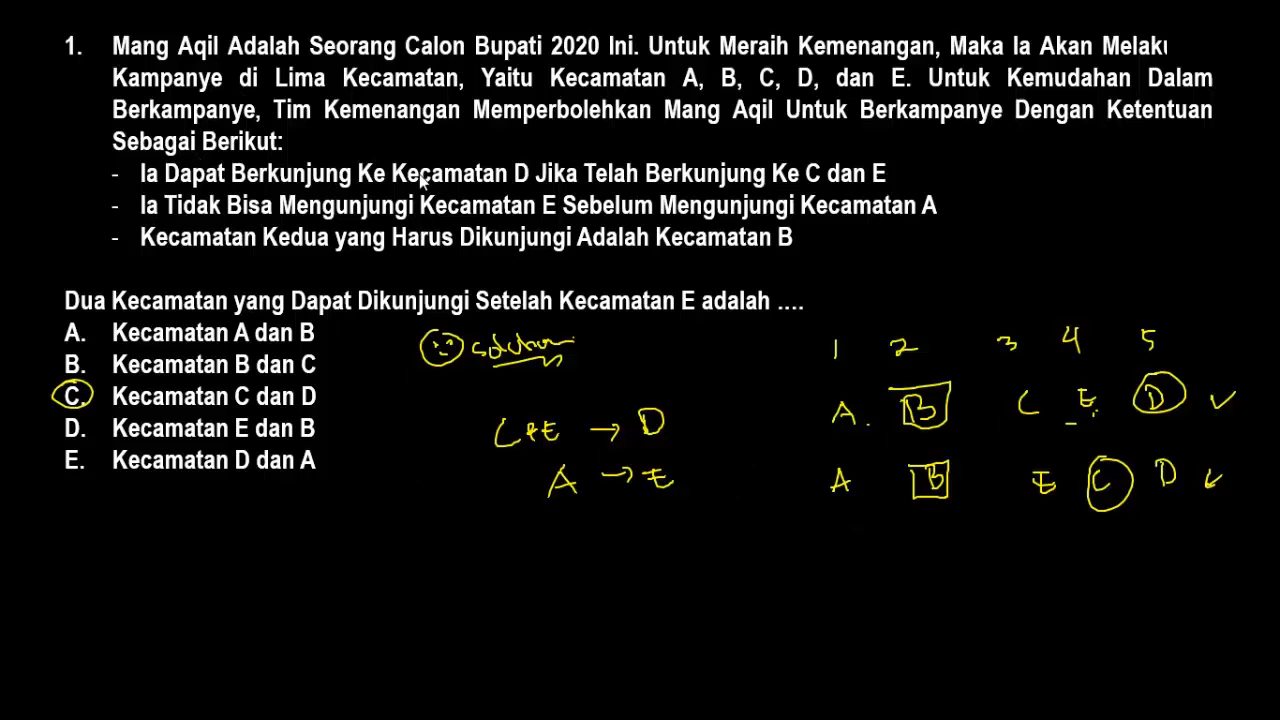 1. Mang Aqil Adalah Seorang Calon Bupati 2020 Ini. Untuk Meraih Kemenangan, Maka Ia Akan Melaku
Kampanye di Lima Kecamatan, Yaitu Kecamatan A, B, C, D, dan E. Untuk Kemudahan Dalam
Berkampanye, Tim Kemenangan Memperbolehkan Mang Aqil Untuk Berkampanye Dengan Ketentuan
Sebagai Berikut:
- Ia Dapat Berkunjung Ke Kecamatan D Jika Telah Berkunjung Ke C dan E
- Ia Tidak Bisa Mengunjungi Kecamatan E Sebelum Mengunjungi Kecamatan A
- Kecamatan Kedua yang Harus Dikunjungi Adalah Kecamatan B
Dua Kecamatan yang Dapat Dikunjungi Setelah Kecamatan E adalah ....
A. Kecamatan A dan B
B. Kecamatan B dan C
C. Kecamatan C dan D
D. Kecamatan E dan B
E. Kecamatan D dan A
C & E → D
A → E
1 2 3 4 5
A. B C E D ✓
A B E C D ✓